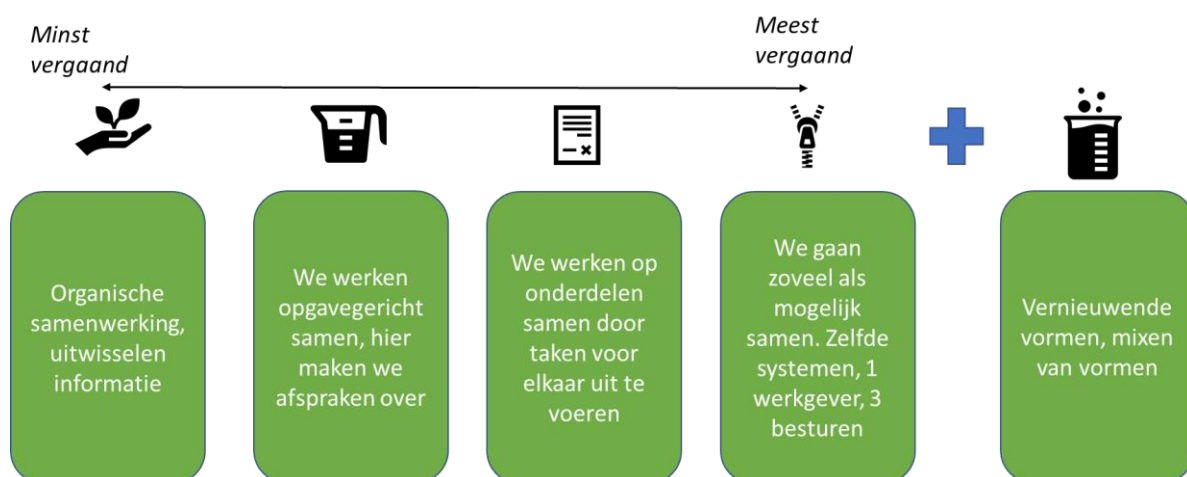 Minst
vergaand
Meest
vergaand
Organische
samenwerking,
uitwisselen
informatie
We werken
opgavegericht
samen, hier
maken we
afspraken over
We werken op
onderdelen
samen door
taken voor
elkaar uit te
voeren
We gaan
zoveel als
mogelijk
samen. Zelfde
systemen, 1
werkgever, 3
besturen
Vernieuwende
vormen, mixen
van vormen